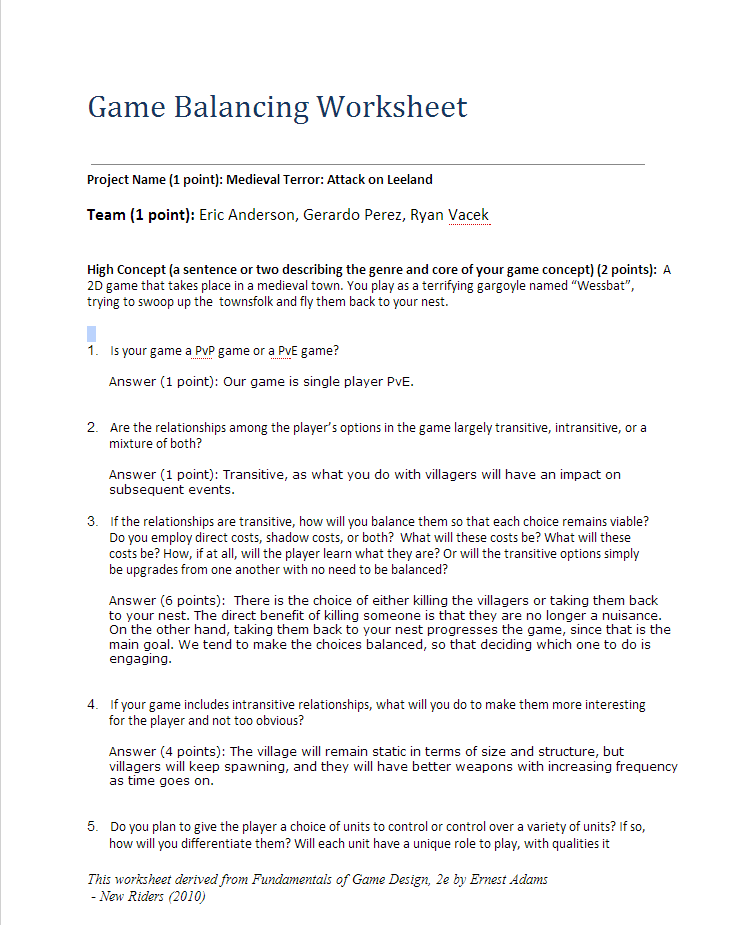 Game Balancing Worksheet
Project Name (1 point): Medieval Terror: Attack on Leeland
Team (1 point): Eric Anderson, Gerardo Perez, Ryan Vacek
High Concept (a sentence or two describing the genre and core of your game concept) (2 points):  A
2D game that takes place in a medieval town. You play as a terrifying gargoyle named “Wessbat”,
trying to swoop up the  townsfolk and fly them back to your nest.
1. Is your game a PvP game or a PvE game?
Answer (1 point): Our game is single player PvE.
2. Are the relationships among the player’s options in the game largely transitive, intransitive, or a
mixture of both?
Answer (1 point): Transitive, as what you do with villagers will have an impact on
subsequent events.
3. If the relationships are transitive, how will you balance them so that each choice remains viable?
Do you employ direct costs, shadow costs, or both?  What will these costs be? What will these
costs be? How, if at all, will the player learn what they are? Or will the transitive options simply
be upgrades from one another with no need to be balanced?
Answer (6 points):  There is the choice of either killing the villagers or taking them back
to your nest. The direct benefit of killing someone is that they are no longer a nuisance.
On the other hand, taking them back to your nest progresses the game, since that is the
main goal. We tend to make the choices balanced, so that deciding which one to do is
engaging.
4. If your game includes intransitive relationships, what will you do to make them more interesting
for the player and not too obvious?
Answer (4 points): The village will remain static in terms of size and structure, but
villagers will keep spawning, and they will have better weapons with increasing frequency
as time goes on.
5. Do you plan to give the player a choice of units to control or control over a variety of units? If so,
how will you differentiate them? Will each unit have a unique role to play, with qualities it
This worksheet derived from Fundamentals of Game Design, 2e by Ernest Adams
- New Riders (2010)